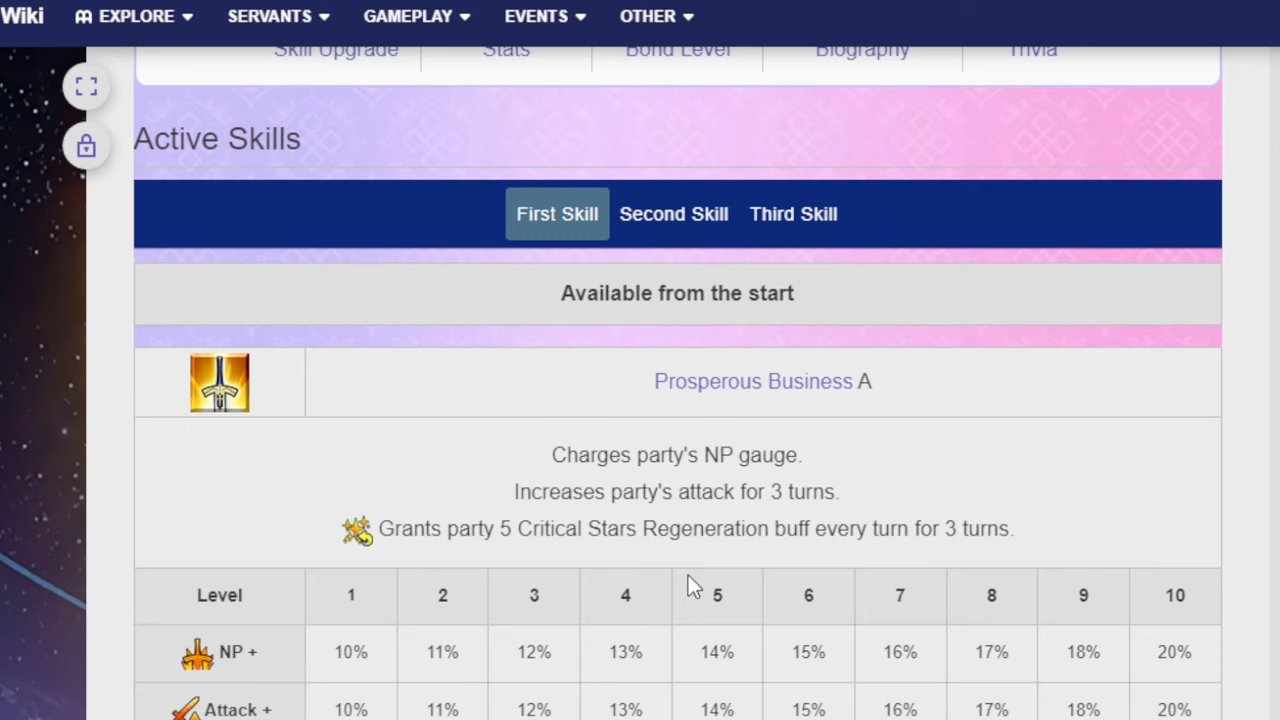 Wiki EXPLORE SERVANTS GAMEPLAY EVENTS OTHER
Skill Upgrade Stats Bond Level Biography Trivia
Active Skills
First Skill Second Skill Third Skill
Available from the start
Prosperous Business A
Charges party's NP gauge.
Increases party's attack for 3 turns.
Grants party 5 Critical Stars Regeneration buff every turn for 3 turns.
Level 1 2 3 4 5 6 7 8 9 10
NP + 10% 11% 12% 13% 14% 15% 16% 17% 18% 20%
Attack + 10% 11% 12% 13% 14% 15% 16% 17% 18% 20%